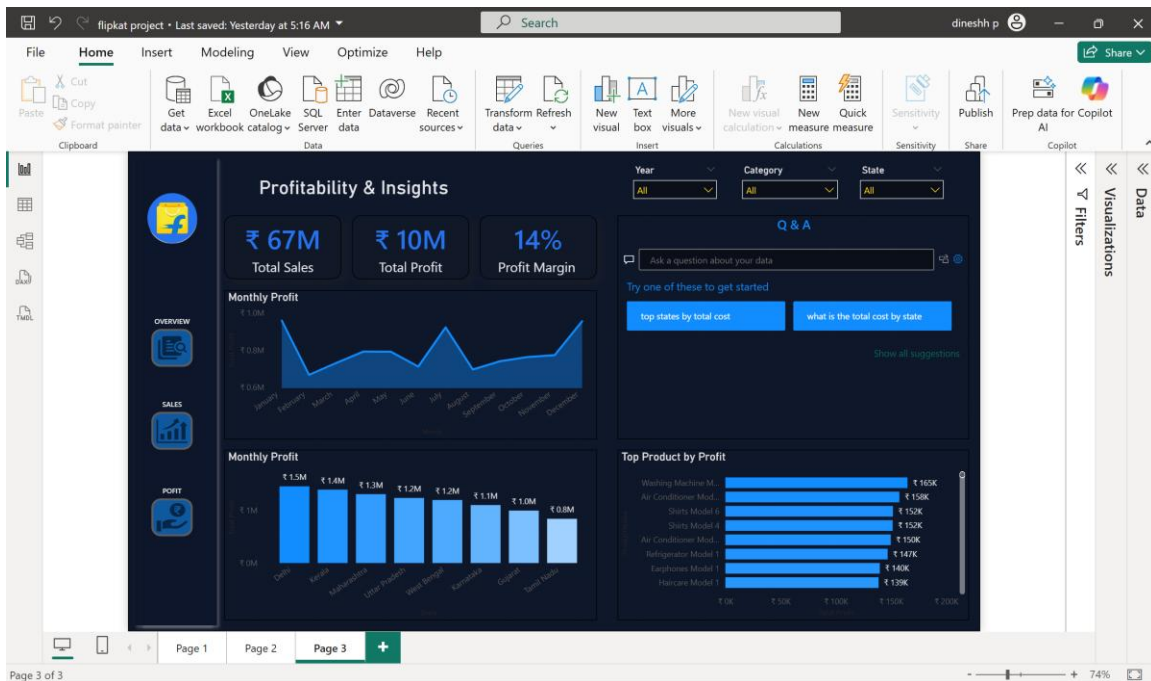 flipkat project • Last saved: Yesterday at 5:16 AM
Search
dineshh p
File Home Insert Modeling View Optimize Help
Share
Paste
Cut
Copy
Format painter
Clipboard
Get data
Excel workbook
OneLake catalog
SQL Server
Enter data
Dataverse
Recent sources
Data
Transform data
Refresh
Queries
New visual
Text box
More visuals
Insert
New visual calculation
New measure
Quick measure
Calculations
Sensitivity
Sensitivity
Publish
Share
Prep data for AI
Copilot
Copilot
DAX
TMDL
Profitability & Insights
Year
All
Category
All
State
All
₹ 67M
Total Sales
₹ 10M
Total Profit
14%
Profit Margin
Q & A
Ask a question about your data
Try one of these to get started
top states by total cost
what is the total cost by state
Show all suggestions
OVERVIEW
SALES
POFIT
Monthly Profit
₹ 1.0M
₹ 0.8M
₹ 0.6M
January February March April May June July August September October November December
Monthly Profit
₹ 1.5M ₹ 1.4M ₹ 1.3M ₹ 1.2M ₹ 1.2M ₹ 1.1M ₹ 1.0M ₹ 0.8M
₹ 1M
₹ 0M
Delhi Kerala Maharashtra Uttar Pradesh West Bengal Karnataka Gujarat Tamil Nadu
Top Product by Profit
Washing Machine M... ₹ 165K
Air Conditioner Mod... ₹ 158K
Shirts Model 6 ₹ 152K
Shirts Model 4 ₹ 152K
Air Conditioner Mod... ₹ 150K
Refrigerator Model 1 ₹ 147K
Earphones Model 1 ₹ 140K
Haircare Model 1 ₹ 139K
₹ 0K ₹ 50K ₹ 100K ₹ 150K ₹ 200K
Filters
Visualizations
Data
Page 1 Page 2 Page 3
Page 3 of 3
74%